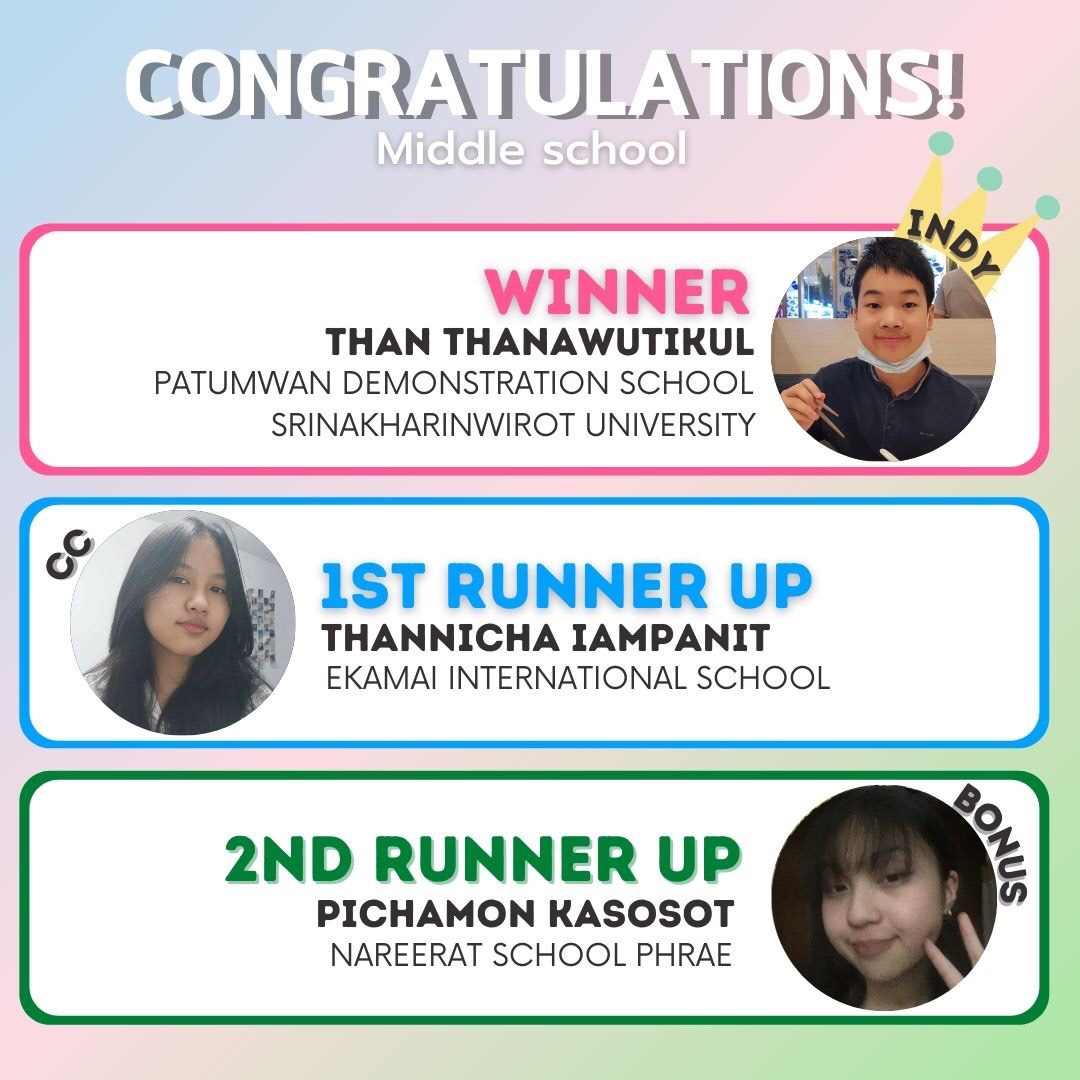 CONGRATULATIONS!
Middle school
INDY
WINNER
THAN THANAWUTIKUL
PATUMWAN DEMONSTRATION SCHOOL
SRINAKHARINWIROT UNIVERSITY
CC
1ST RUNNER UP
THANNICHA IAMPANIT
EKAMAI INTERNATIONAL SCHOOL
BONUS
2ND RUNNER UP
PICHAMON KASOSOT
NAREERAT SCHOOL PHRAE